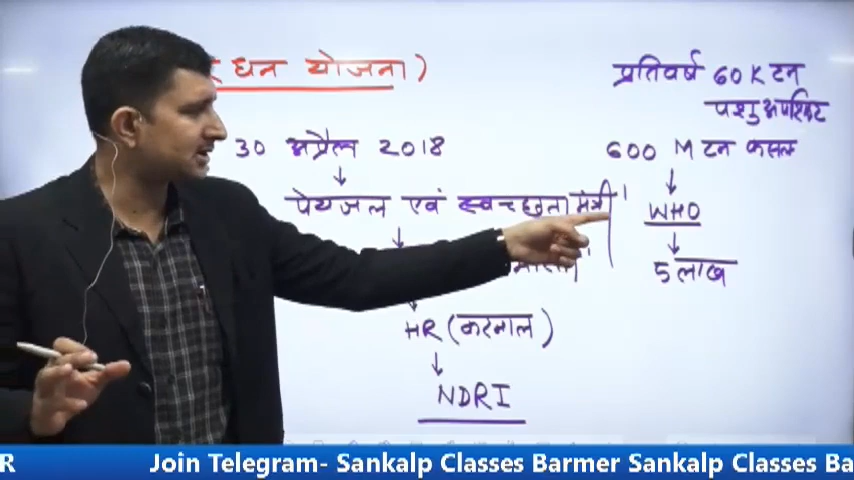 धन योजना)
30 अप्रैल 2018
↓
पेयजल एवं स्वच्छता मंत्री
↓
HR (करनाल)
↓
NDRI
प्रतिवर्ष 60 K टन
पशु अपशिष्ट
600 M टन फसल
↓
WHO
↓
5 लाख
R Join Telegram- Sankalp Classes Barmer Sankalp Classes Ba